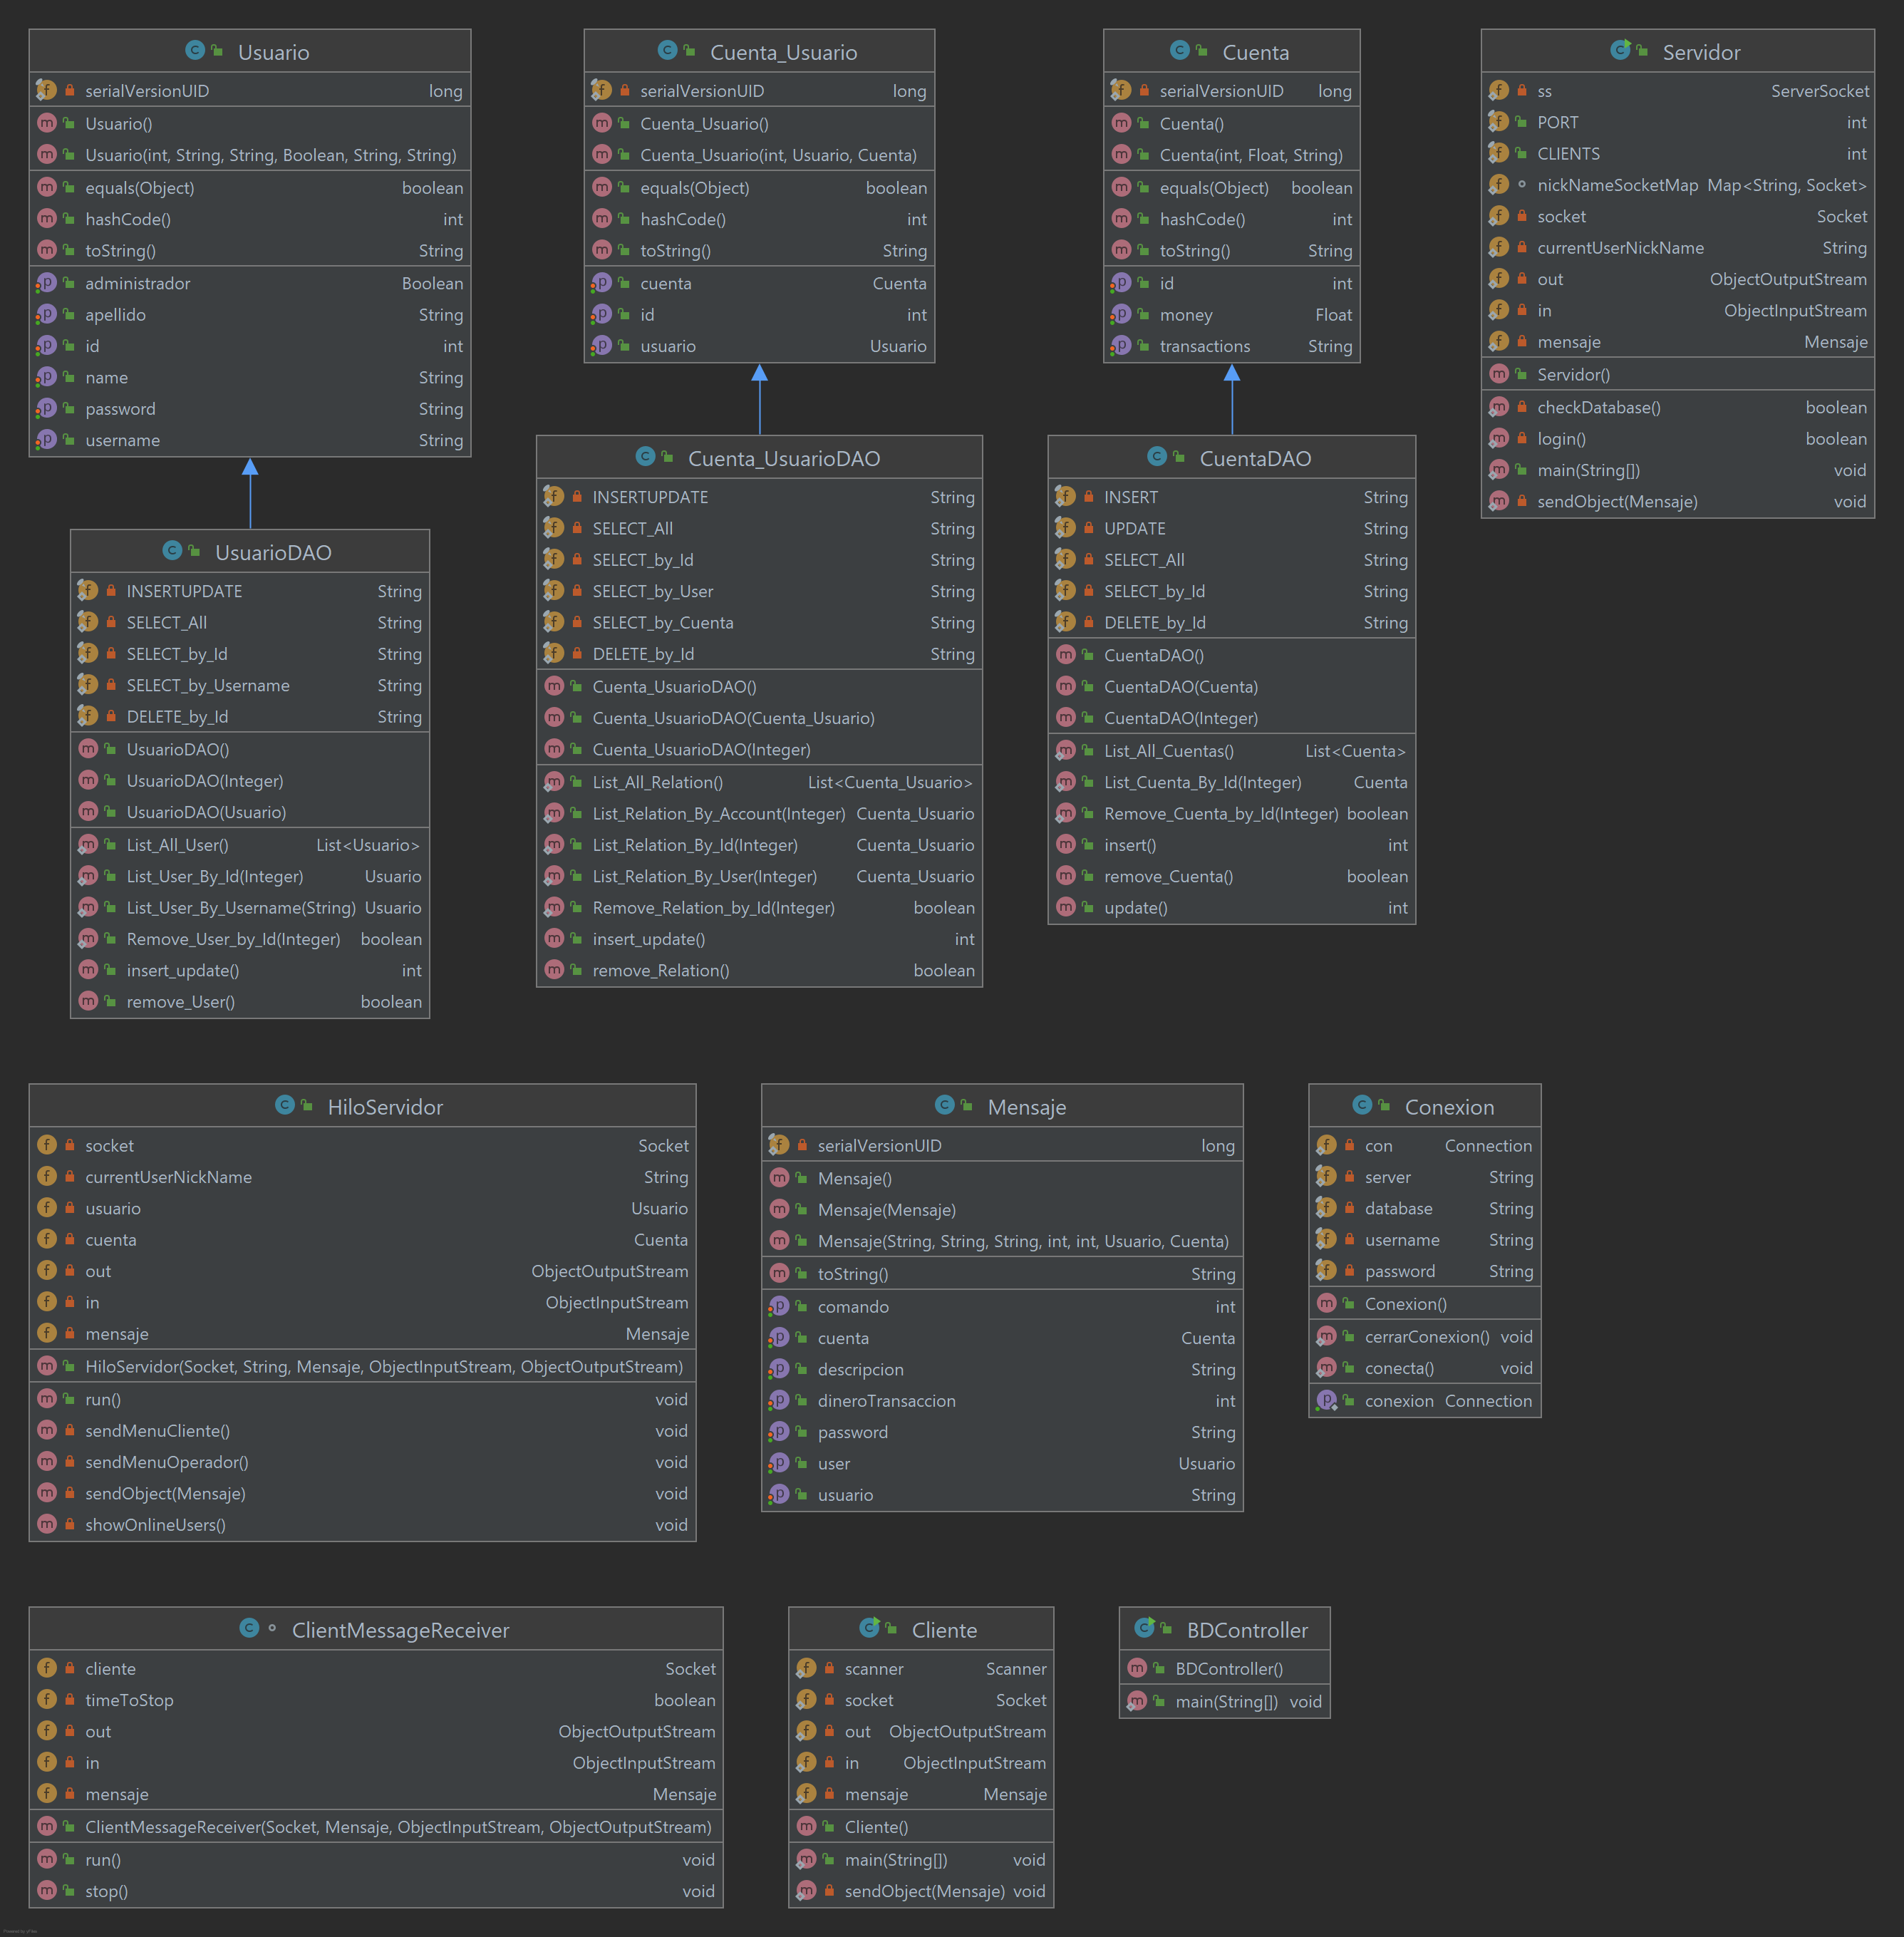 Usuario
serialVersionUID long
Usuario()
Usuario(int, String, String, Boolean, String, String)
equals(Object) boolean
hashCode() int
toString() String
administrador Boolean
apellido String
id int
name String
password String
username String
Cuenta_Usuario
serialVersionUID long
Cuenta_Usuario()
Cuenta_Usuario(int, Usuario, Cuenta)
equals(Object) boolean
hashCode() int
toString() String
cuenta Cuenta
id int
usuario Usuario
Cuenta
serialVersionUID long
Cuenta()
Cuenta(int, Float, String)
equals(Object) boolean
hashCode() int
toString() String
id int
money Float
transactions String
Servidor
ss ServerSocket
PORT int
CLIENTS int
nickNameSocketMap Map<String, Socket>
socket Socket
currentUserNickName String
out ObjectOutputStream
in ObjectInputStream
mensaje Mensaje
Servidor()
checkDatabase() boolean
login() boolean
main(String[]) void
sendObject(Mensaje) void
UsuarioDAO
INSERTUPDATE String
SELECT_All String
SELECT_by_Id String
SELECT_by_Username String
DELETE_by_Id String
UsuarioDAO()
UsuarioDAO(Integer)
UsuarioDAO(Usuario)
List_All_User() List<Usuario>
List_User_By_Id(Integer) Usuario
List_User_By_Username(String) Usuario
Remove_User_by_Id(Integer) boolean
insert_update() int
remove_User() boolean
Cuenta_UsuarioDAO
INSERTUPDATE String
SELECT_All String
SELECT_by_Id String
SELECT_by_User String
SELECT_by_Cuenta String
DELETE_by_Id String
Cuenta_UsuarioDAO()
Cuenta_UsuarioDAO(Cuenta_Usuario)
Cuenta_UsuarioDAO(Integer)
List_All_Relation() List<Cuenta_Usuario>
List_Relation_By_Account(Integer) Cuenta_Usuario
List_Relation_By_Id(Integer) Cuenta_Usuario
List_Relation_By_User(Integer) Cuenta_Usuario
Remove_Relation_by_Id(Integer) boolean
insert_update() int
remove_Relation() boolean
CuentaDAO
INSERT String
UPDATE String
SELECT_All String
SELECT_by_Id String
DELETE_by_Id String
CuentaDAO()
CuentaDAO(Cuenta)
CuentaDAO(Integer)
List_All_Cuentas() List<Cuenta>
List_Cuenta_By_Id(Integer) Cuenta
Remove_Cuenta_by_Id(Integer) boolean
insert() int
remove_Cuenta() boolean
update() int
HiloServidor
socket Socket
currentUserNickName String
usuario Usuario
cuenta Cuenta
out ObjectOutputStream
in ObjectInputStream
mensaje Mensaje
HiloServidor(Socket, String, Mensaje, ObjectInputStream, ObjectOutputStream)
run() void
sendMenuCliente() void
sendMenuOperador() void
sendObject(Mensaje) void
showOnlineUsers() void
Mensaje
serialVersionUID long
Mensaje()
Mensaje(Mensaje)
Mensaje(String, String, String, int, int, Usuario, Cuenta)
toString() String
comando int
cuenta Cuenta
descripcion String
dineroTransaccion int
password String
user Usuario
usuario String
Conexion
con Connection
server String
database String
username String
password String
Conexion()
cerrarConexion() void
conecta() void
conexion Connection
ClientMessageReceiver
cliente Socket
timeToStop boolean
out ObjectOutputStream
in ObjectInputStream
mensaje Mensaje
ClientMessageReceiver(Socket, Mensaje, ObjectInputStream, ObjectOutputStream)
run() void
stop() void
Cliente
scanner Scanner
socket Socket
out ObjectOutputStream
in ObjectInputStream
mensaje Mensaje
Cliente()
main(String[]) void
sendObject(Mensaje) void
BDController
BDController()
main(String[]) void